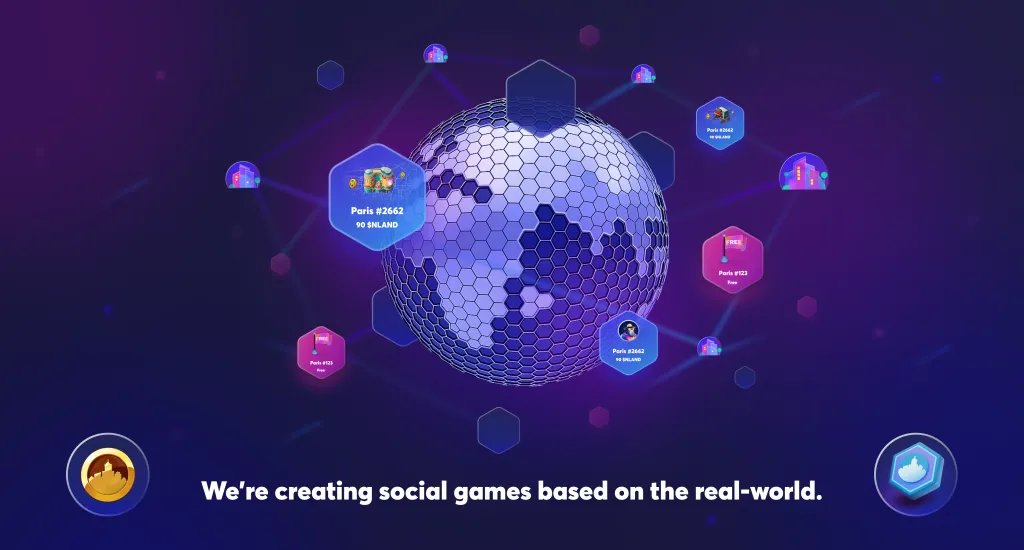 Paris #2662
90 $NLAND
Paris #2662
90 $NLAND
FREE
Paris #123
Free
Paris #2662
90 $NLAND
FREE
Paris #123
Free
We're creating social games based on the real-world.